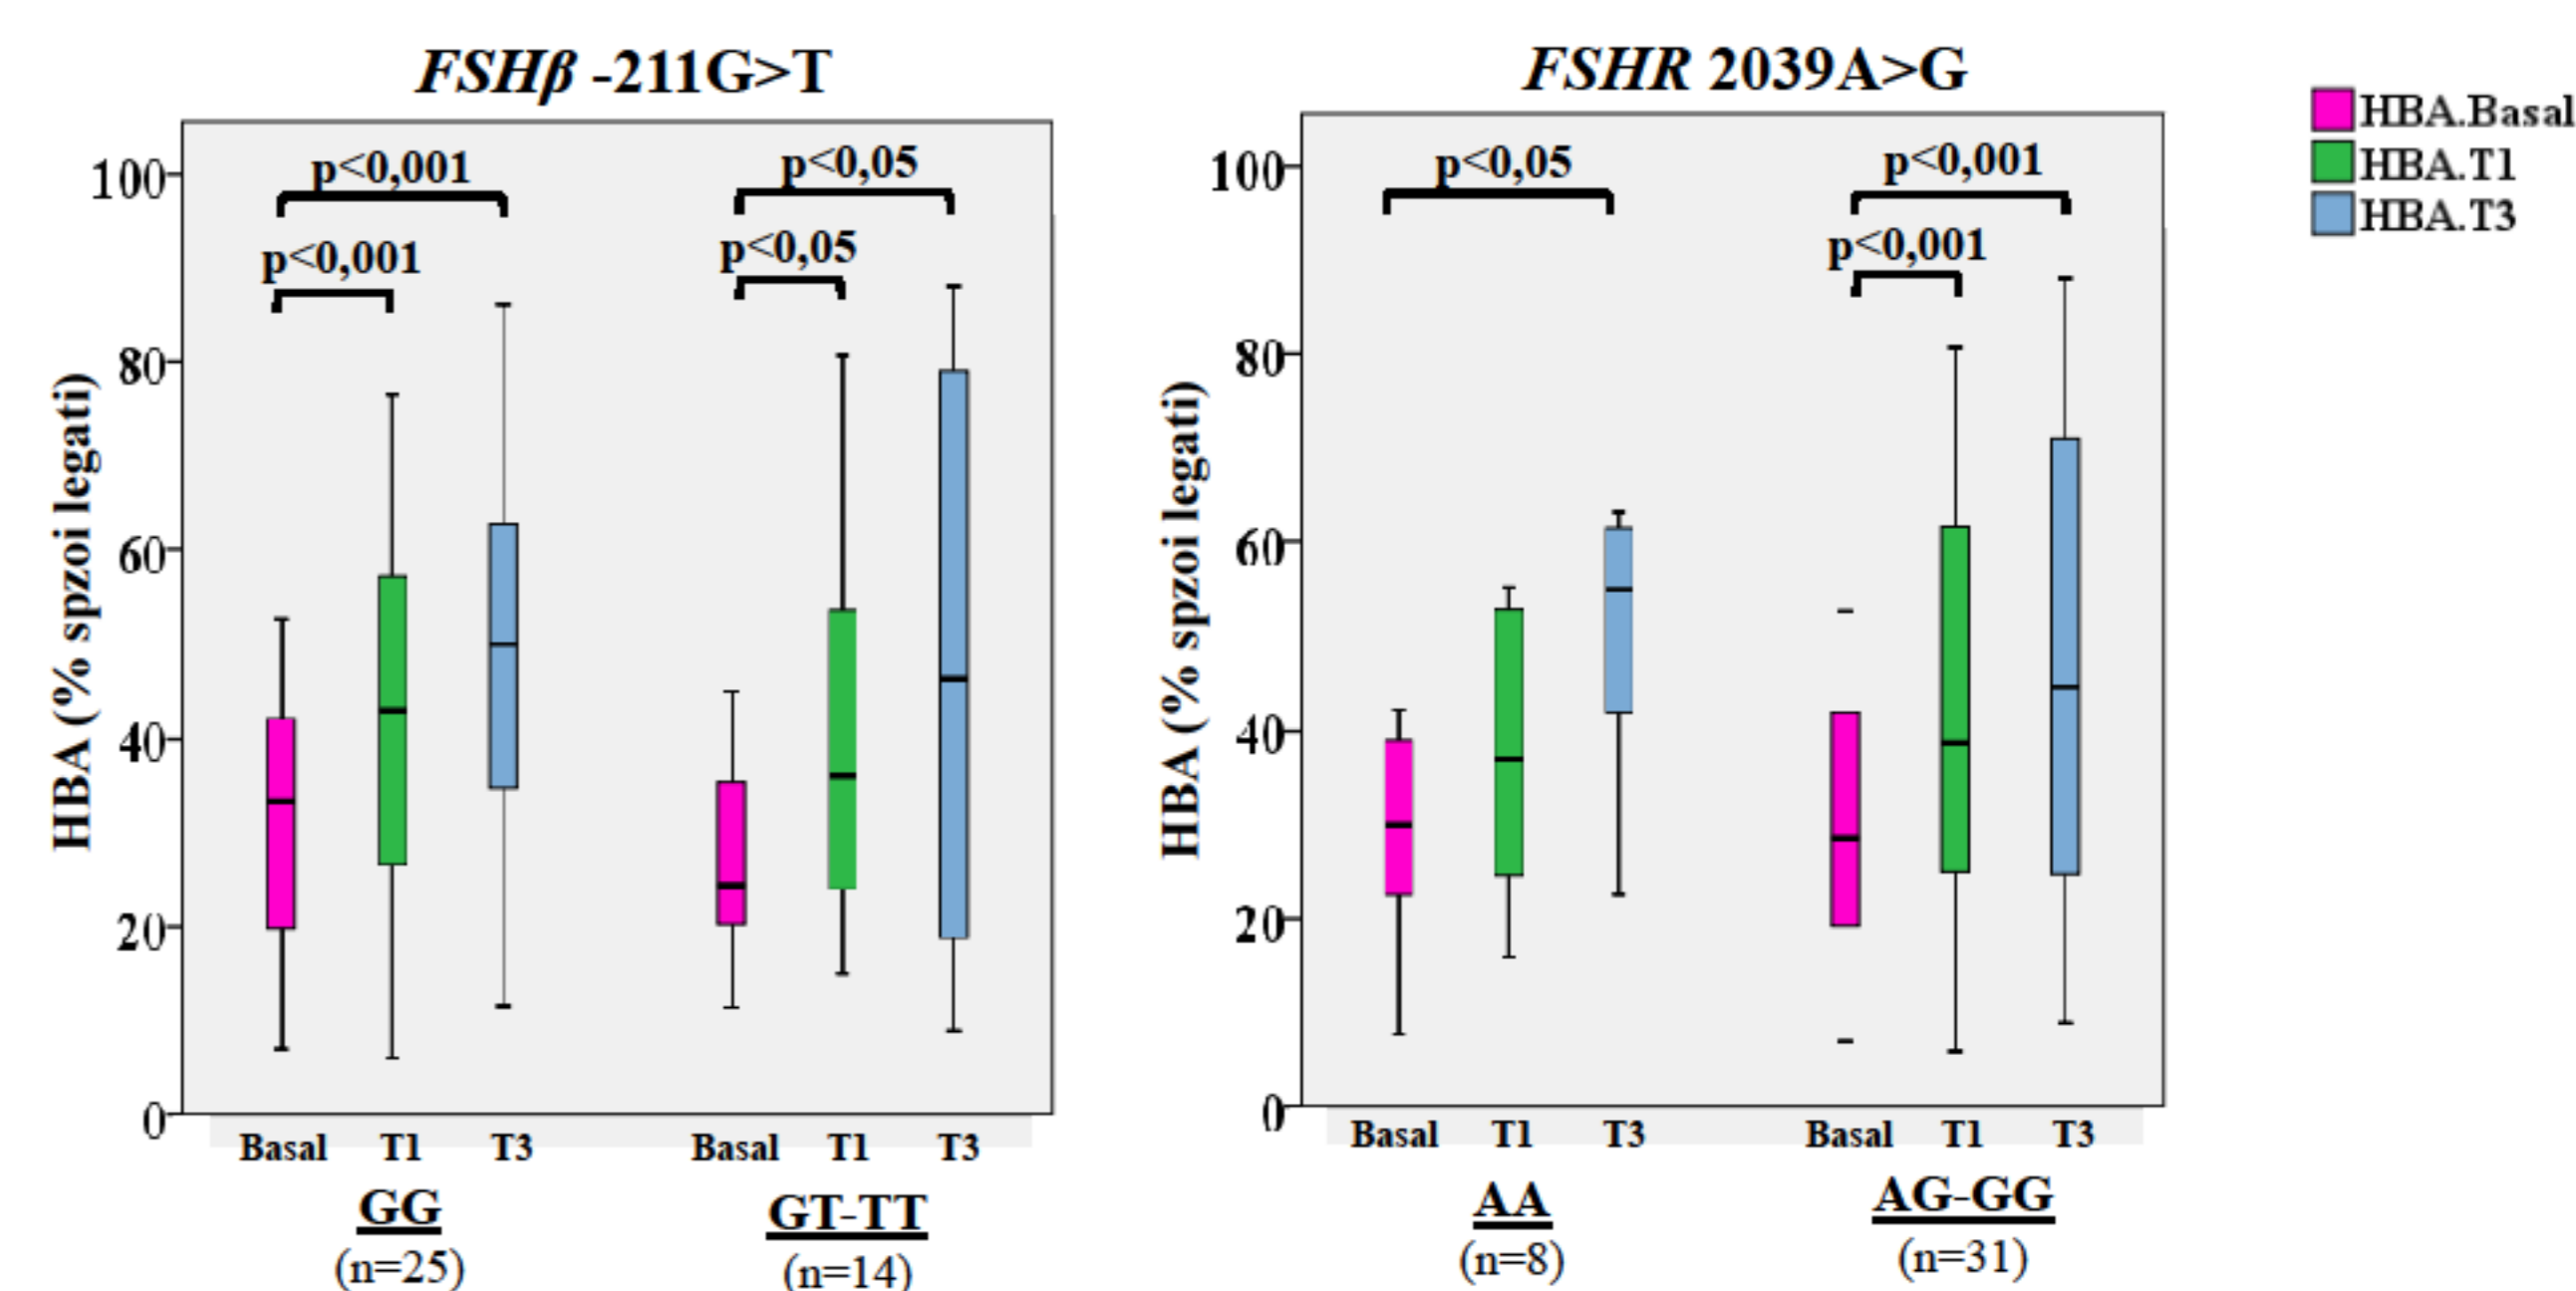 FSHβ -211G>T
HBA (% spzoi legati)
100
80
60
40
20
0
p<0,001
p<0,001
p<0,05
p<0,05
Basal T1 T3 Basal T1 T3
GG GT-TT
(n=25) (n=14)
FSHR 2039A>G
HBA (% spzoi legati)
100
80
60
40
20
0
p<0,05
p<0,001
p<0,001
Basal T1 T3 Basal T1 T3
AA AG-GG
(n=8) (n=31)
HBA.Basal
HBA.T1
HBA.T3